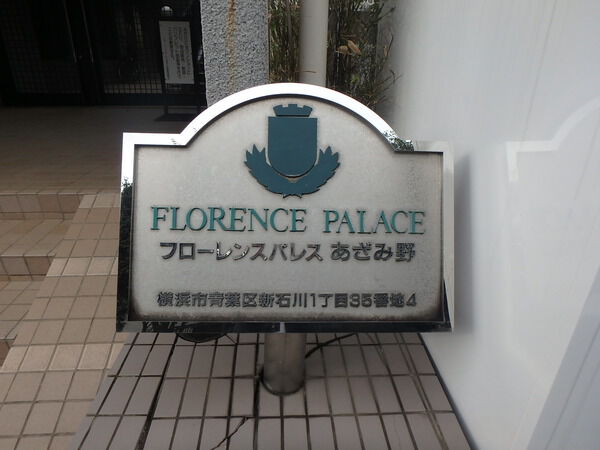 FLORENCE PALACE
フローレンスパレス あざみ野
横浜市青葉区新石川1丁目35番地4